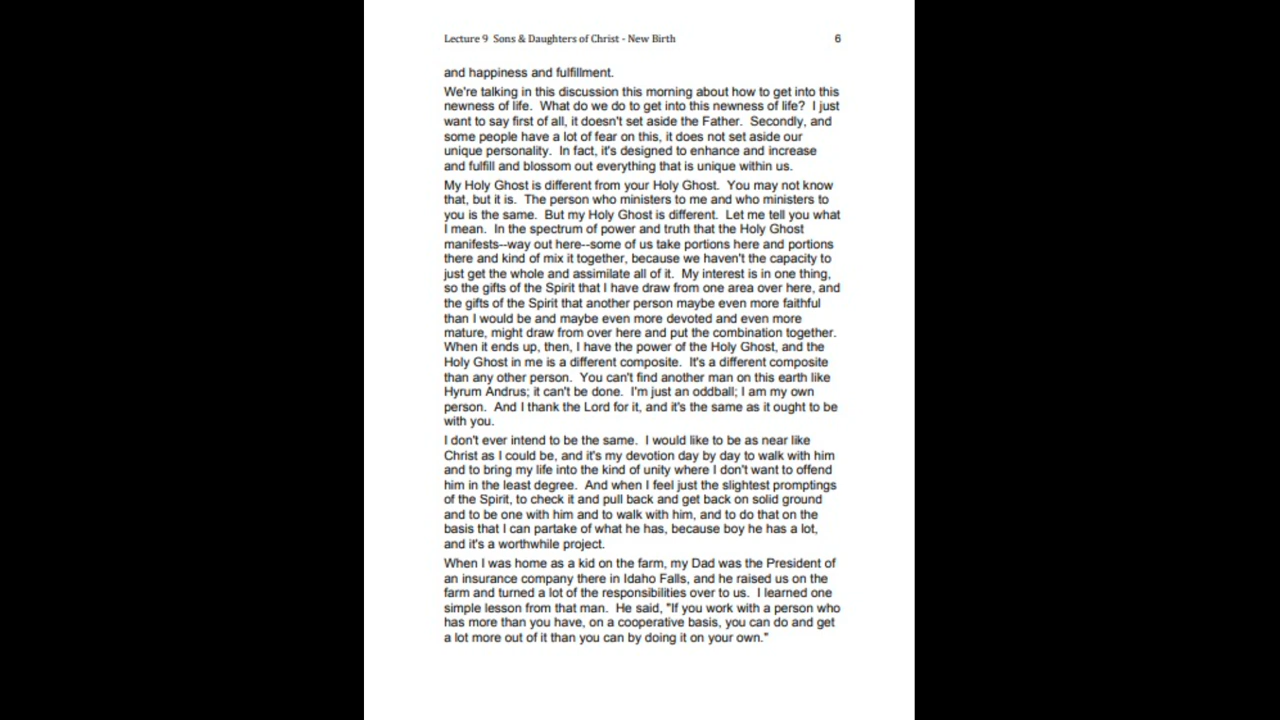 Lecture 9 Sons & Daughters of Christ - New Birth 6
and happiness and fulfillment.
We're talking in this discussion this morning about how to get into this
newness of life. What do we do to get into this newness of life? I just
want to say first of all, it doesn't set aside the Father. Secondly, and
some people have a lot of fear on this, it does not set aside our
unique personality. In fact, it's designed to enhance and increase
and fulfill and blossom out everything that is unique within us.
My Holy Ghost is different from your Holy Ghost. You may not know
that, but it is. The person who ministers to me and who ministers to
you is the same. But my Holy Ghost is different. Let me tell you what
I mean. In the spectrum of power and truth that the Holy Ghost
manifests--way out here--some of us take portions here and portions
there and kind of mix it together, because we haven't the capacity to
just get the whole and assimilate all of it. My interest is in one thing,
so the gifts of the Spirit that I have draw from one area over here, and
the gifts of the Spirit that another person maybe even more faithful
than I would be and maybe even more devoted and even more
mature, might draw from over here and put the combination together.
When it ends up, then, I have the power of the Holy Ghost, and the
Holy Ghost in me is a different composite. It's a different composite
than any other person. You can't find another man on this earth like
Hyrum Andrus; it can't be done. I'm just an oddball; I am my own
person. And I thank the Lord for it, and it's the same as it ought to be
with you.
I don't ever intend to be the same. I would like to be as near like
Christ as I could be, and it's my devotion day by day to walk with him
and to bring my life into the kind of unity where I don't want to offend
him in the least degree. And when I feel just the slightest promptings
of the Spirit, to check it and pull back and get back on solid ground
and to be one with him and to walk with him, and to do that on the
basis that I can partake of what he has, because boy he has a lot,
and it's a worthwhile project.
When I was home as a kid on the farm, my Dad was the President of
an insurance company there in Idaho Falls, and he raised us on the
farm and turned a lot of the responsibilities over to us. I learned one
simple lesson from that man. He said, "If you work with a person who
has more than you have, on a cooperative basis, you can do and get
a lot more out of it than you can by doing it on your own."